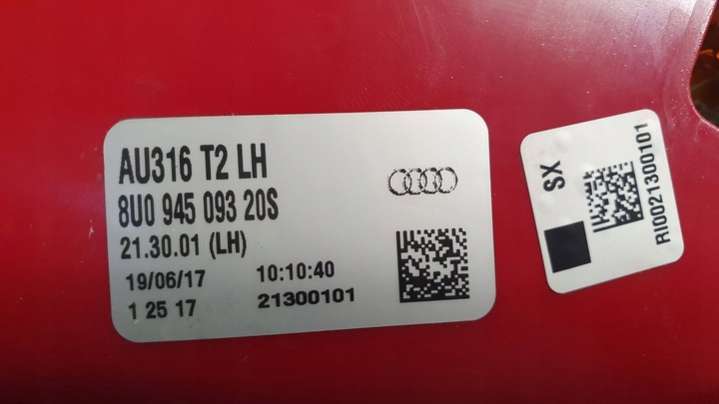 AU316 T2 LH
8U0 945 093 20S
21.30.01 (LH)
19/06/17 10:10:40
1 25 17 21300101
SX
RI0021300101